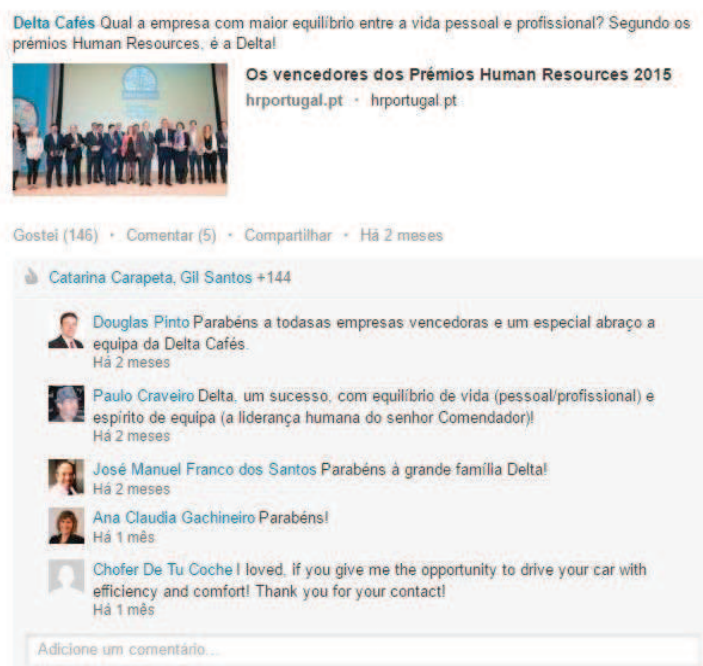 Delta Cafés Qual a empresa com maior equilíbrio entre a vida pessoal e profissional? Segundo os
prémios Human Resources, é a Delta!
Os vencedores dos Prémios Human Resources 2015
hrportugal.pt · hrportugal.pt
Gostei (146) · Comentar (5) · Compartilhar · Há 2 meses
Catarina Carapeta, Gil Santos +144
Douglas Pinto Parabéns a todasas empresas vencedoras e um especial abraço a
equipa da Delta Cafés.
Há 2 meses
Paulo Craveiro Delta, um sucesso, com equilíbrio de vida (pessoal/profissional) e
espírito de equipa (a liderança humana do senhor Comendador)!
Há 2 meses
José Manuel Franco dos Santos Parabéns à grande família Delta!
Há 2 meses
Ana Claudia Gachineiro Parabéns!
Há 1 mês
Chofer De Tu Coche I loved, if you give me the opportunity to drive your car with
efficiency and comfort! Thank you for your contact!
Há 1 mês
Adicione um comentário...